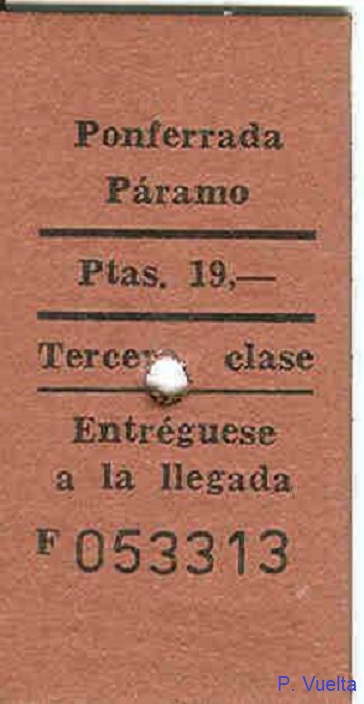 Ponferrada
Páramo
Ptas. 19,—
Tercera clase
Entréguese
a la llegada
F 053313
P. Vuelta